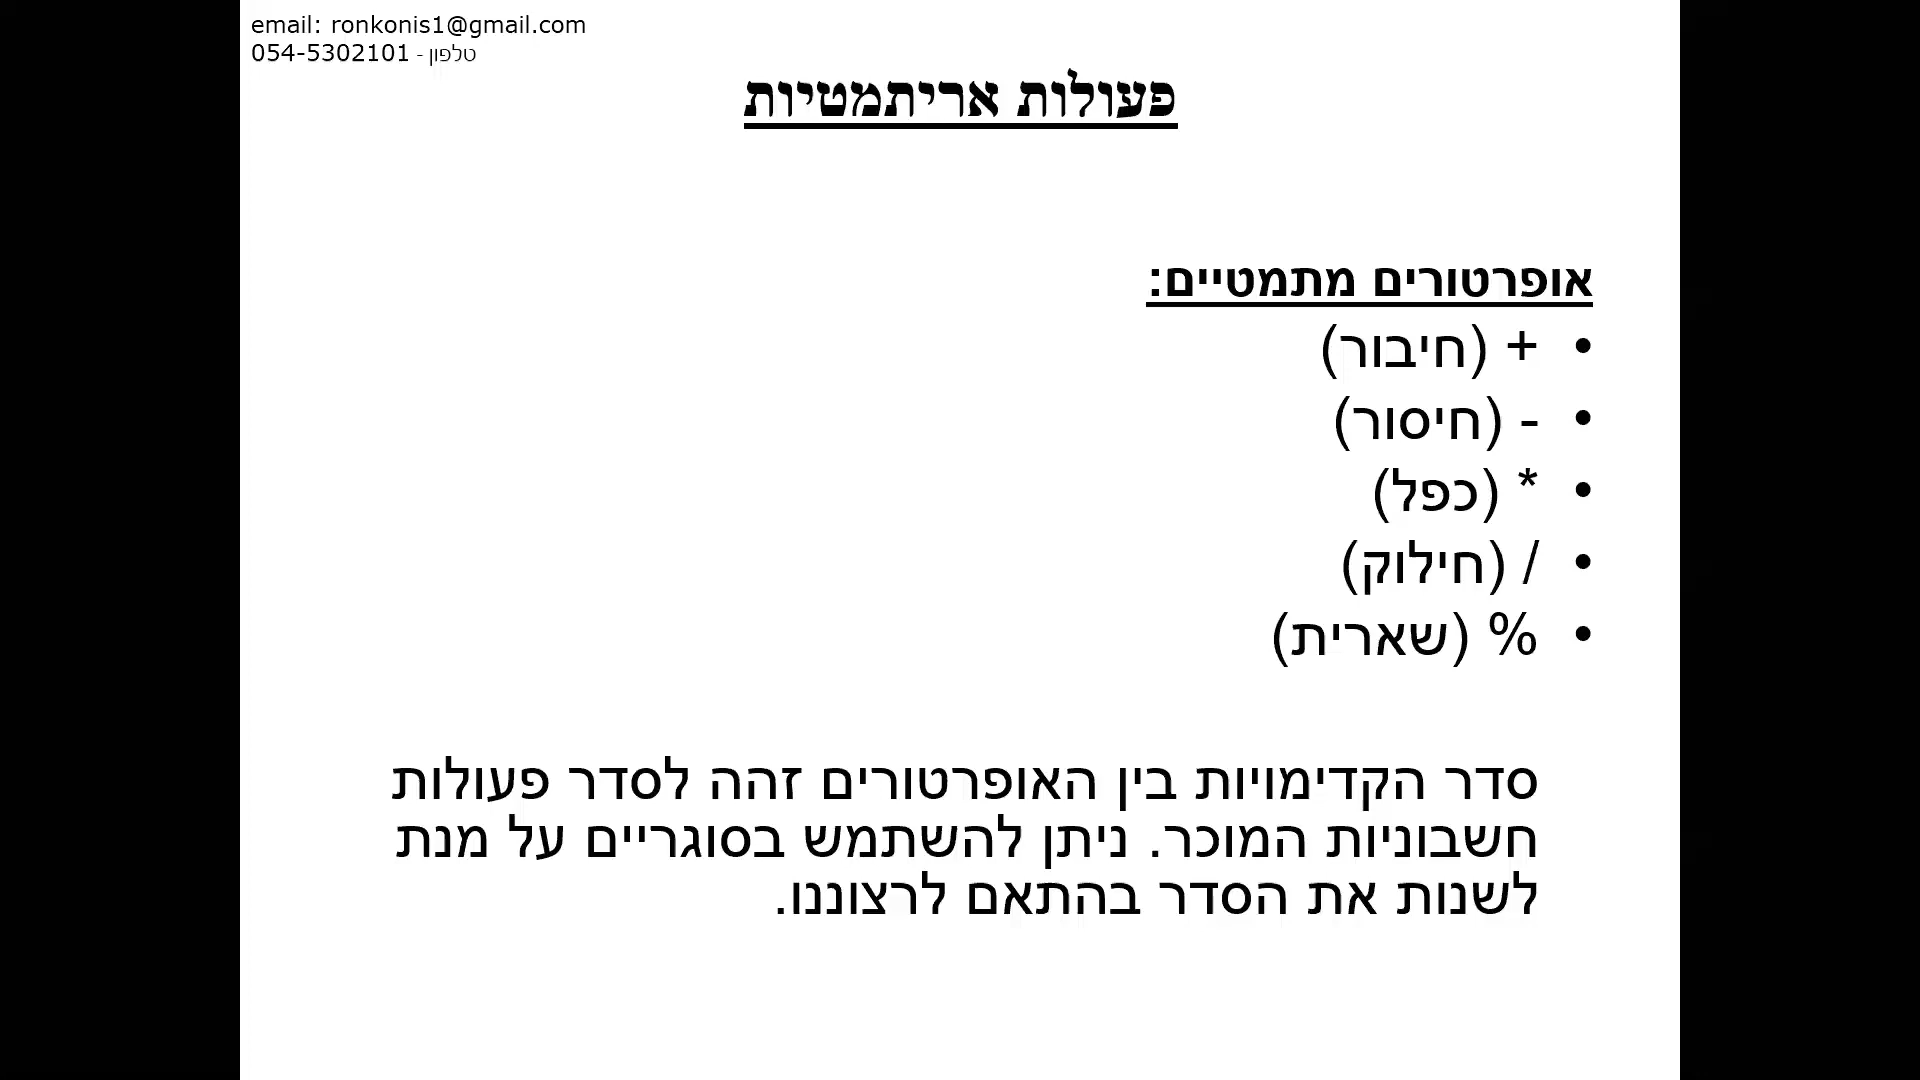 email: ronkonis1@gmail.com
טלפון - 054-5302101
פעולות אריתמטיות
אופרטורים מתמטיים:
• + (חיבור)
• - (חיסור)
• * (כפל)
• / (חילוק)
• % (שארית)
סדר הקדימויות בין האופרטורים זהה לסדר פעולות
חשבוניות המוכר. ניתן להשתמש בסוגריים על מנת
לשנות את הסדר בהתאם לרצוננו.